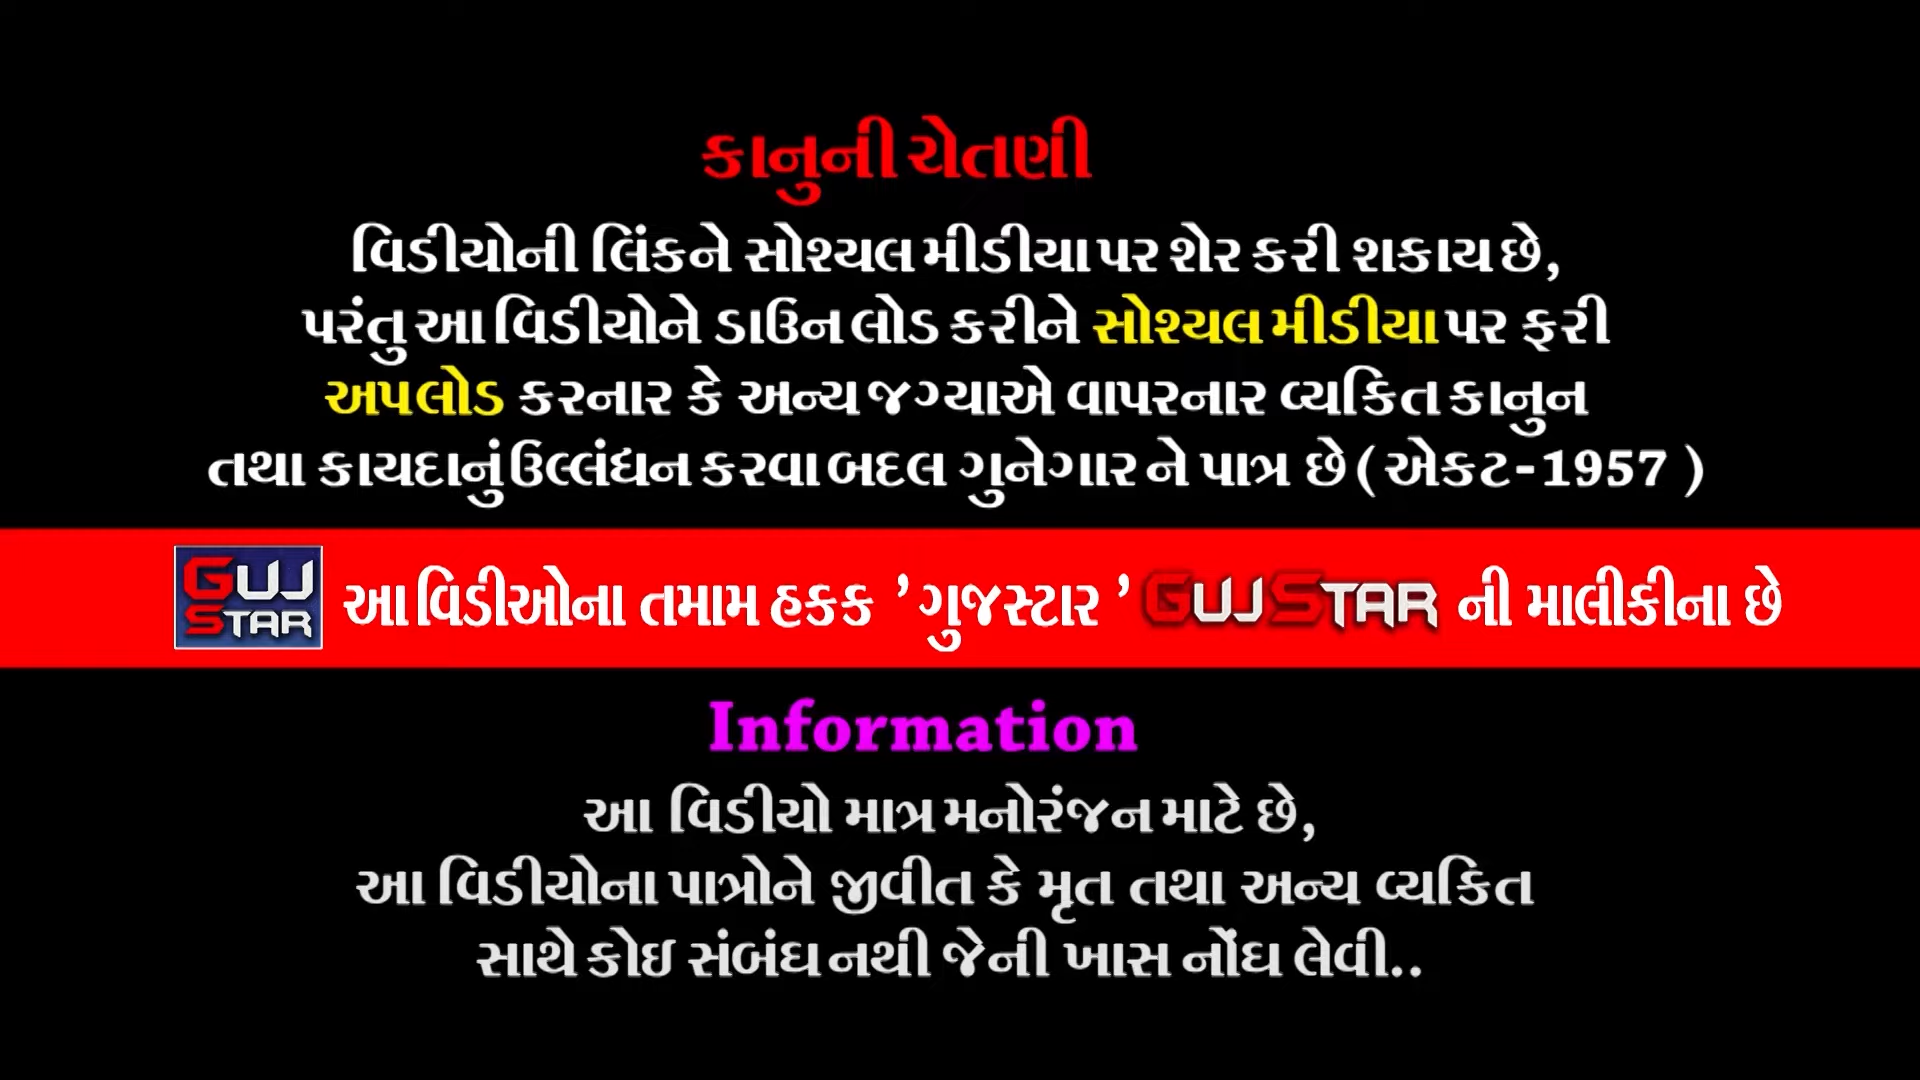 કાનુની ચેતણી
વિડીયોની લિંકને સોશ્યલ મીડીયા પર શેર કરી શકાય છે,
પરંતુ આ વિડીયોને ડાઉન લોડ કરીને સોશ્યલ મીડીયા પર ફરી
અપલોડ કરનાર કે અન્ય જગ્યાએ વાપરનાર વ્યકિત કાનુન
તથા કાયદાનું ઉલ્લંઘન કરવા બદલ ગુનેગાર ને પાત્ર છે ( એકટ-1957 )
GUJ STAR આ વિડીઓના તમામ હકક ’ ગુજસ્ટાર ’ GUJ STAR ની માલીકીના છે
Information
આ વિડીયો માત્ર મનોરંજન માટે છે,
આ વિડીયોના પાત્રોને જીવીત કે મૃત તથા અન્ય વ્યકિત
સાથે કોઇ સંબંઘ નથી જેની ખાસ નોંઘ લેવી..